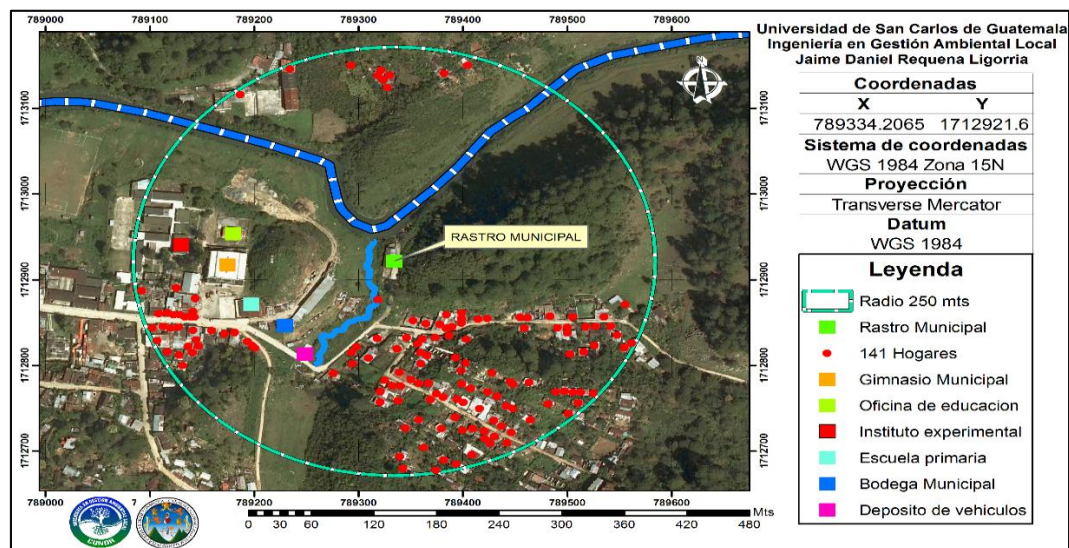 789000 789100 789200 789300 789400 789500 789600
1713100
1713000
1712900
1712800
1712700
1713100
1713000
1712900
1712800
1712700
RASTRO MUNICIPAL
789000 7 789200 789300 789400 789500 789600
Mts
0 30 60 120 180 240 300 360 420 480
CUNOR
Universidad de San Carlos de Guatemala
Ingeniería en Gestión Ambiental Local
Jaime Daniel Requena Ligorria
Coordenadas
X Y
789334.2065 1712921.6
Sistema de coordenadas
WGS 1984 Zona 15N
Proyección
Transverse Mercator
Datum
WGS 1984
Leyenda
Radio 250 mts
Rastro Municipal
141 Hogares
Gimnasio Municipal
Oficina de educacion
Instituto experimental
Escuela primaria
Bodega Municipal
Deposito de vehiculos